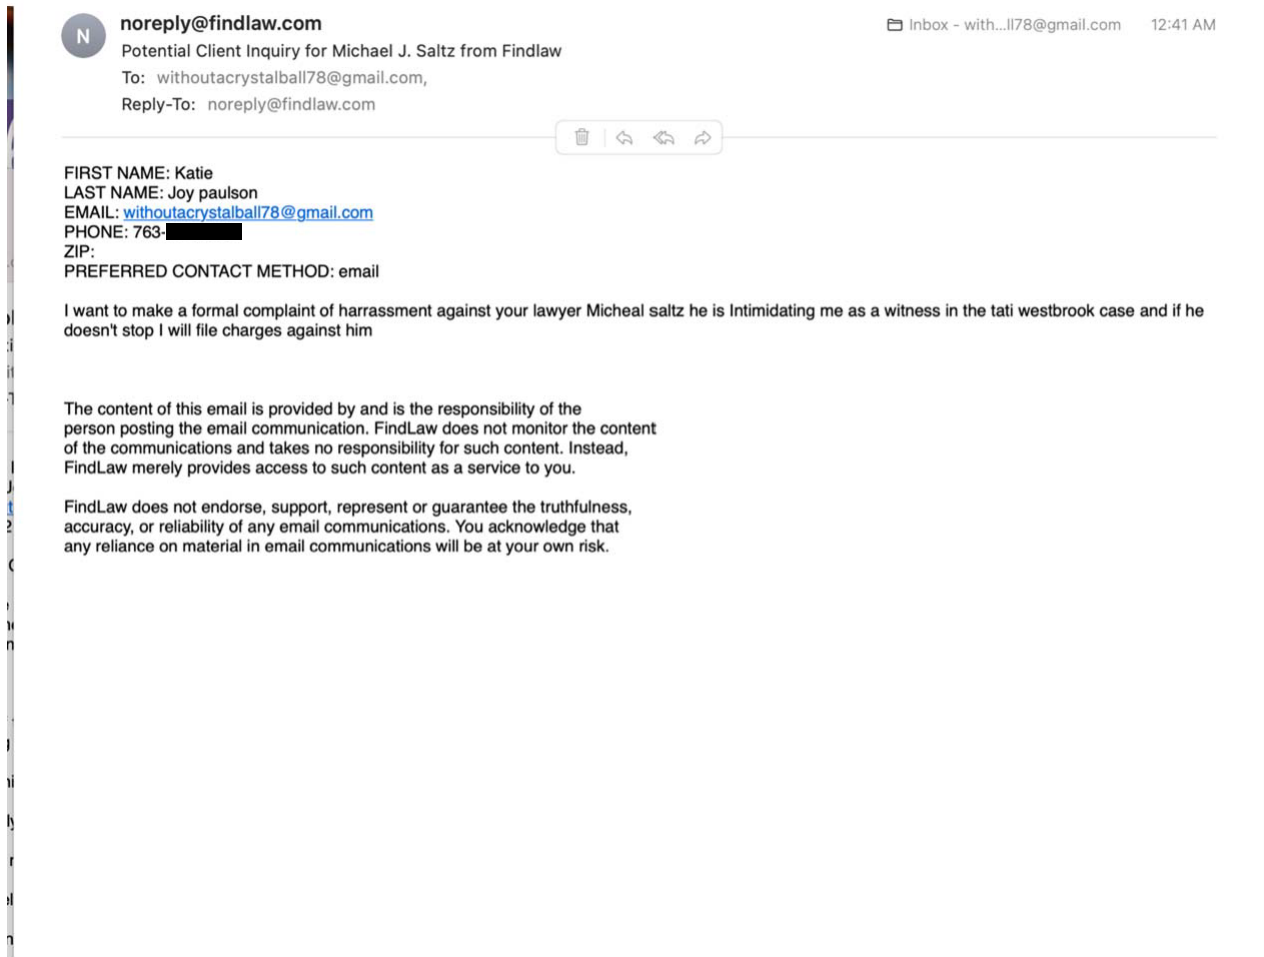 N
noreply@findlaw.com
Inbox - with...ll78@gmail.com 12:41 AM
Potential Client Inquiry for Michael J. Saltz from Findlaw
To: withoutacrystalball78@gmail.com,
Reply-To: noreply@findlaw.com
FIRST NAME: Katie
LAST NAME: Joy paulson
EMAIL: withoutacrystalball78@gmail.com
PHONE: 763-
ZIP:
PREFERRED CONTACT METHOD: email
I want to make a formal complaint of harrassment against your lawyer Micheal saltz he is Intimidating me as a witness in the tati westbrook case and if he
doesn't stop I will file charges against him
The content of this email is provided by and is the responsibility of the
person posting the email communication. FindLaw does not monitor the content
of the communications and takes no responsibility for such content. Instead,
FindLaw merely provides access to such content as a service to you.
FindLaw does not endorse, support, represent or guarantee the truthfulness,
accuracy, or reliability of any email communications. You acknowledge that
any reliance on material in email communications will be at your own risk.